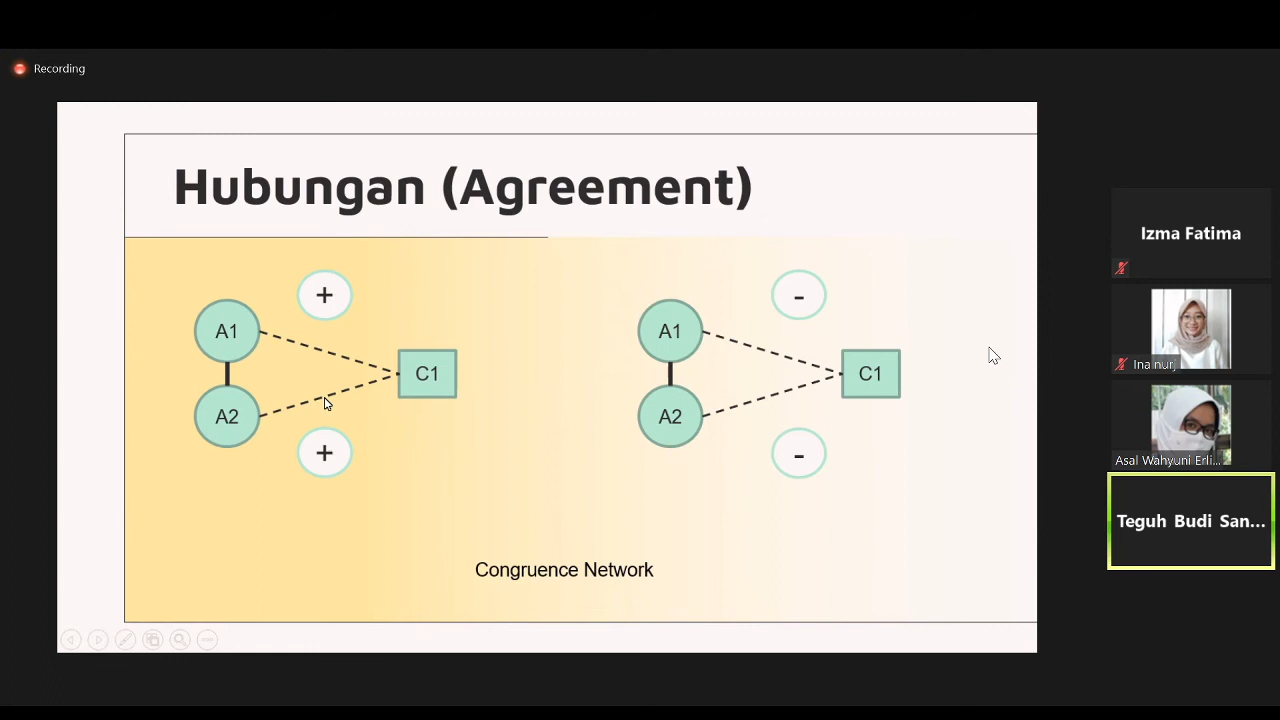 Recording
Hubungan (Agreement)
+
-
A1
A1
C1
C1
A2
A2
+
-
Congruence Network
Izma Fatima
Ina nurj
Asal Wahyuni Erli...
Teguh Budi San...